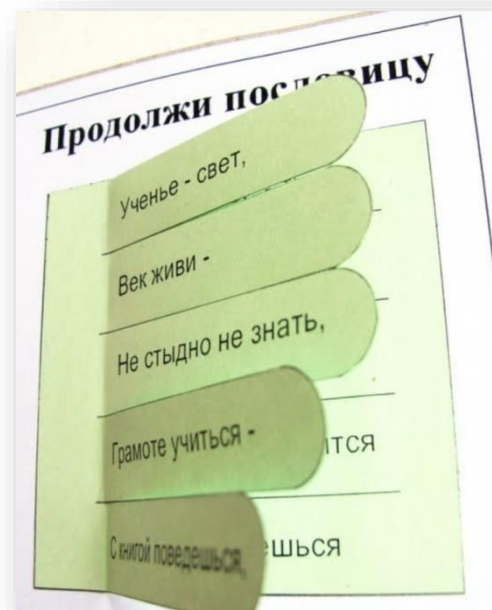 Продолжи пословицу
Ученье - свет,
Век живи -
Не стыдно не знать,
Грамоте учиться -
тся
С книгой поведешься,
ешься